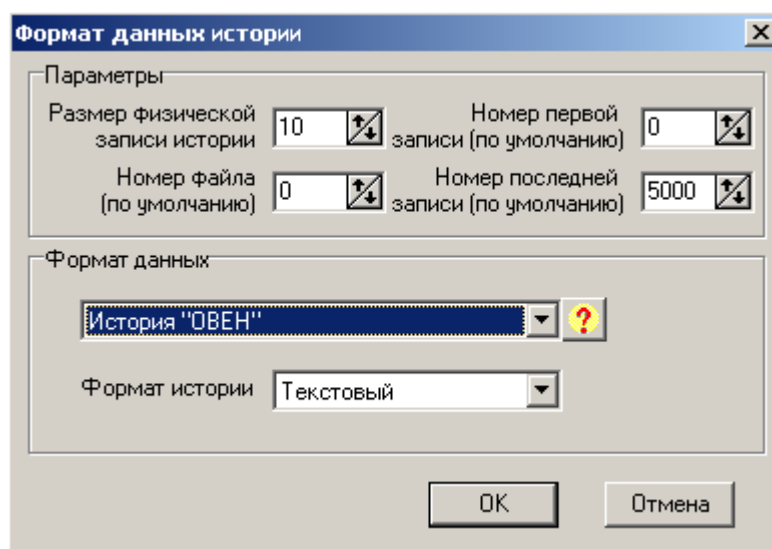 Формат данных истории
Параметры
Размер физической
записи истории
10
Номер первой
записи (по умолчанию)
0
Номер файла
(по умолчанию)
0
Номер последней
записи (по умолчанию)
5000
Формат данных
История "ОВЕН"
?
Формат истории
Текстовый
OK
Отмена